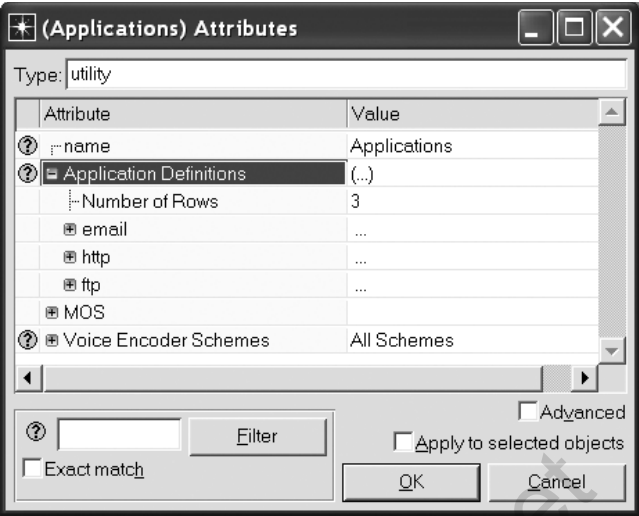 (Applications) Attributes
Type: utility
Attribute Value
name Applications
Application Definitions (...)
Number of Rows 3
email ...
http ...
ftp ...
MOS
Voice Encoder Schemes All Schemes
Advanced
Filter
Apply to selected objects
Exact match
OK Cancel